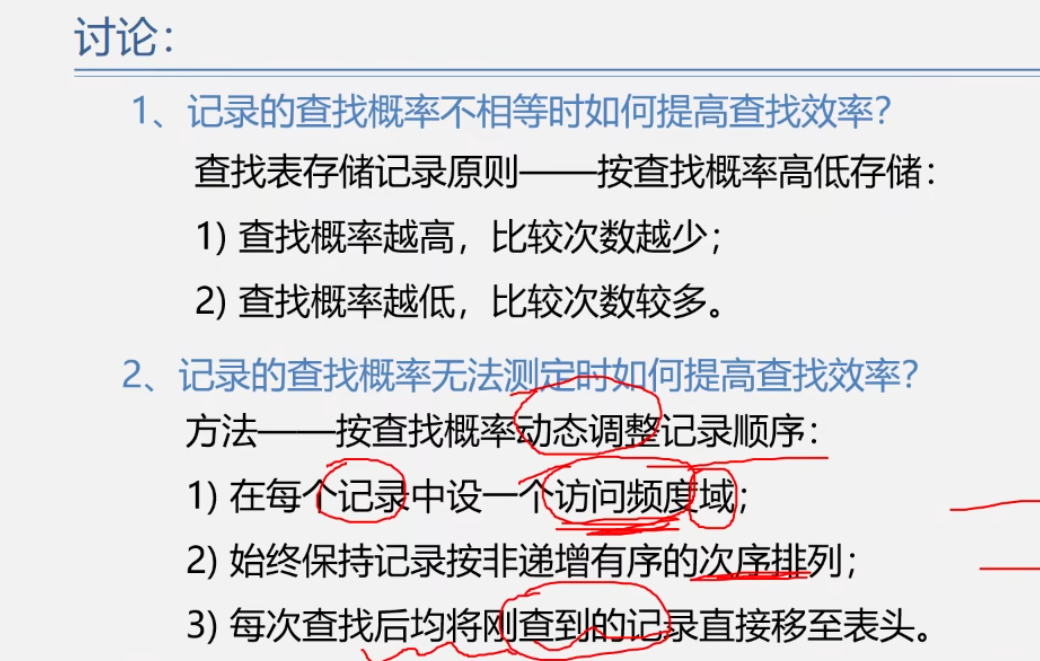 讨论：
1、记录的查找概率不相等时如何提高查找效率？
查找表存储记录原则——按查找概率高低存储：
1) 查找概率越高，比较次数越少；
2) 查找概率越低，比较次数较多。
2、记录的查找概率无法测定时如何提高查找效率？
方法——按查找概率动态调整记录顺序：
1) 在每个记录中设一个访问频度域；
2) 始终保持记录按非递增有序的次序排列；
3) 每次查找后均将刚查到的记录直接移至表头。